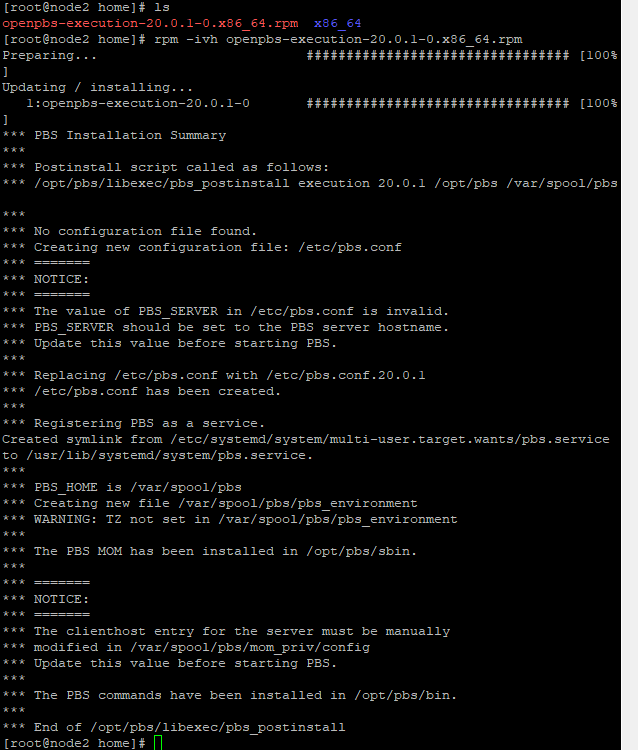 [root@node2 home]# ls
openpbs-execution-20.0.1-0.x86_64.rpm  x86_64
[root@node2 home]# rpm -ivh openpbs-execution-20.0.1-0.x86_64.rpm
Preparing...                          ################################# [100%
]
Updating / installing...
   1:openpbs-execution-20.0.1-0       ################################# [100%
]
*** PBS Installation Summary
***
*** Postinstall script called as follows:
*** /opt/pbs/libexec/pbs_postinstall execution 20.0.1 /opt/pbs /var/spool/pbs
***
*** No configuration file found.
*** Creating new configuration file: /etc/pbs.conf
*** =======
*** NOTICE:
*** =======
*** The value of PBS_SERVER in /etc/pbs.conf is invalid.
*** PBS_SERVER should be set to the PBS server hostname.
*** Update this value before starting PBS.
***
*** Replacing /etc/pbs.conf with /etc/pbs.conf.20.0.1
*** /etc/pbs.conf has been created.
***
*** Registering PBS as a service.
Created symlink from /etc/systemd/system/multi-user.target.wants/pbs.service
to /usr/lib/systemd/system/pbs.service.
***
*** PBS_HOME is /var/spool/pbs
*** Creating new file /var/spool/pbs/pbs_environment
*** WARNING: TZ not set in /var/spool/pbs/pbs_environment
***
*** The PBS MOM has been installed in /opt/pbs/sbin.
***
*** =======
*** NOTICE:
*** =======
*** The clienthost entry for the server must be manually
*** modified in /var/spool/pbs/mom_priv/config
*** Update this value before starting PBS.
***
*** The PBS commands have been installed in /opt/pbs/bin.
***
*** End of /opt/pbs/libexec/pbs_postinstall
[root@node2 home]#